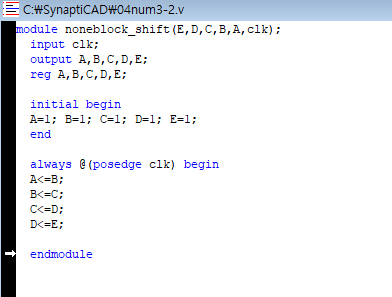 C:₩SynaptiCAD₩04num3-2.v
module noneblock_shift(E,D,C,B,A,clk);
input clk;
output A,B,C,D,E;
reg A,B,C,D,E;
initial begin
A=1; B=1; C=1; D=1; E=1;
end
always @(posedge clk) begin
A<=B;
B<=C;
C<=D;
D<=E;
endmodule